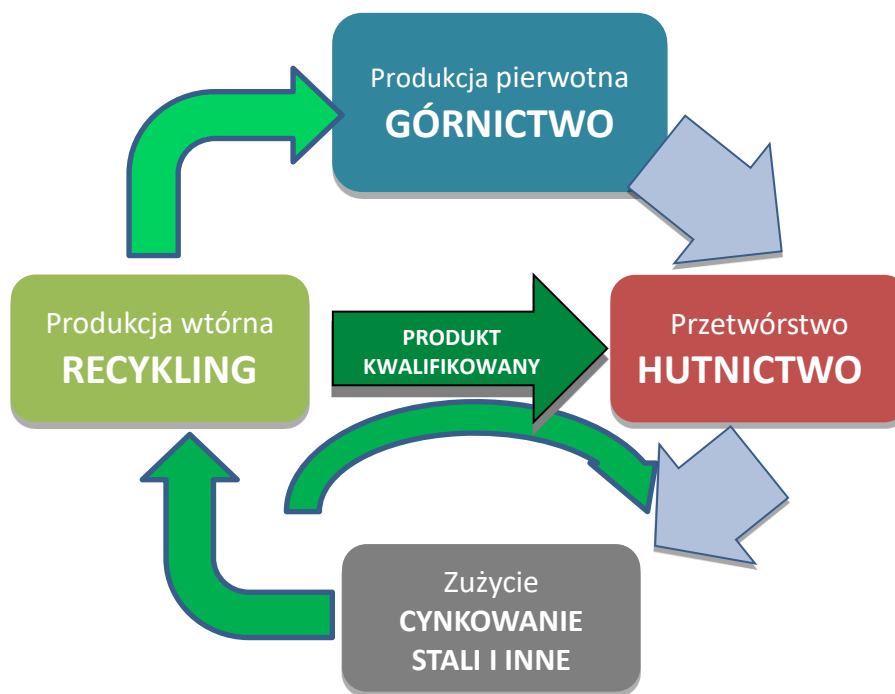 Produkcja pierwotna
GÓRNICTWO
Produkcja wtórna
RECYKLING
PRODUKT
KWALIFIKOWANY
Przetwórstwo
HUTNICTWO
Zużycie
CYNKOWANIE
STALI I INNE